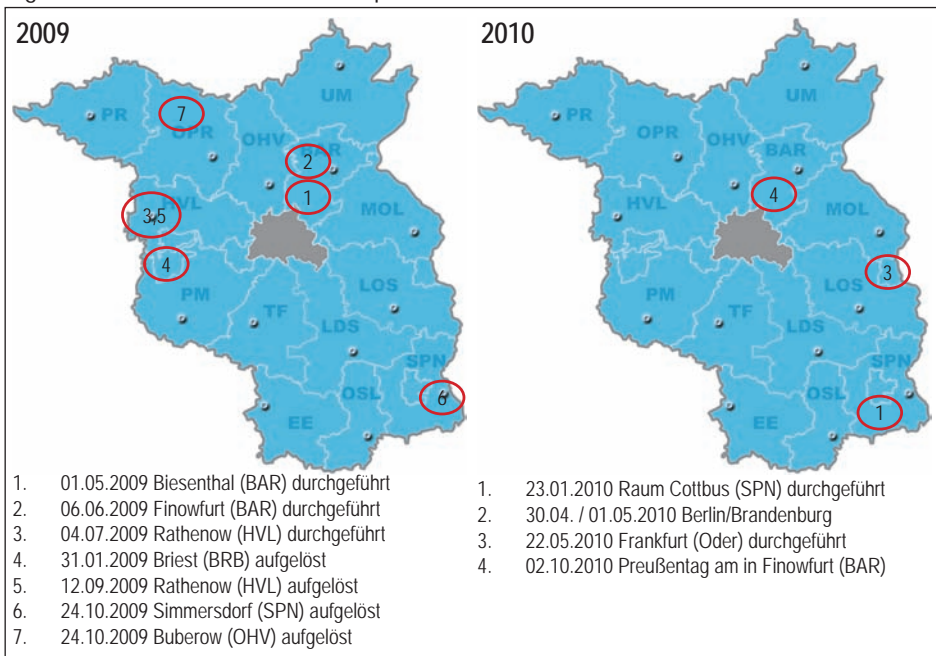 2009
PR
7
OPR
OHV
UM
BAR
2
1
HVL
3,5
MOL
4
PM
TF
LOS
LDS
SPN
6
OSL
EE
1. 01.05.2009 Biesenthal (BAR) durchgeführt
2. 06.06.2009 Finowfurt (BAR) durchgeführt
3. 04.07.2009 Rathenow (HVL) durchgeführt
4. 31.01.2009 Briest (BRB) aufgelöst
5. 12.09.2009 Rathenow (HVL) aufgelöst
6. 24.10.2009 Simmersdorf (SPN) aufgelöst
7. 24.10.2009 Buberow (OHV) aufgelöst
2010
PR
OPR
OHV
UM
BAR
4
HVL
MOL
3
PM
TF
LOS
LDS
SPN
OSL
1
EE
1. 23.01.2010 Raum Cottbus (SPN) durchgeführt
2. 30.04. / 01.05.2010 Berlin/Brandenburg
3. 22.05.2010 Frankfurt (Oder) durchgeführt
4. 02.10.2010 Preußentag am in Finowfurt (BAR)